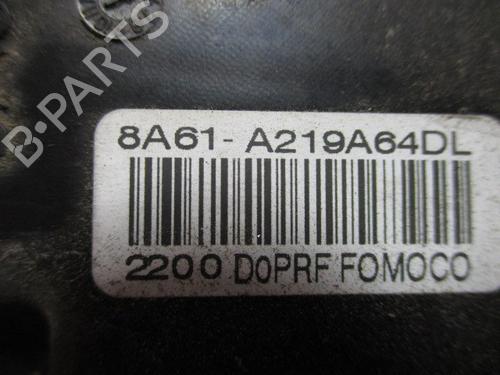 B-PARTS
8A61- A219A64DL
2200 D0PRF FOMOCO